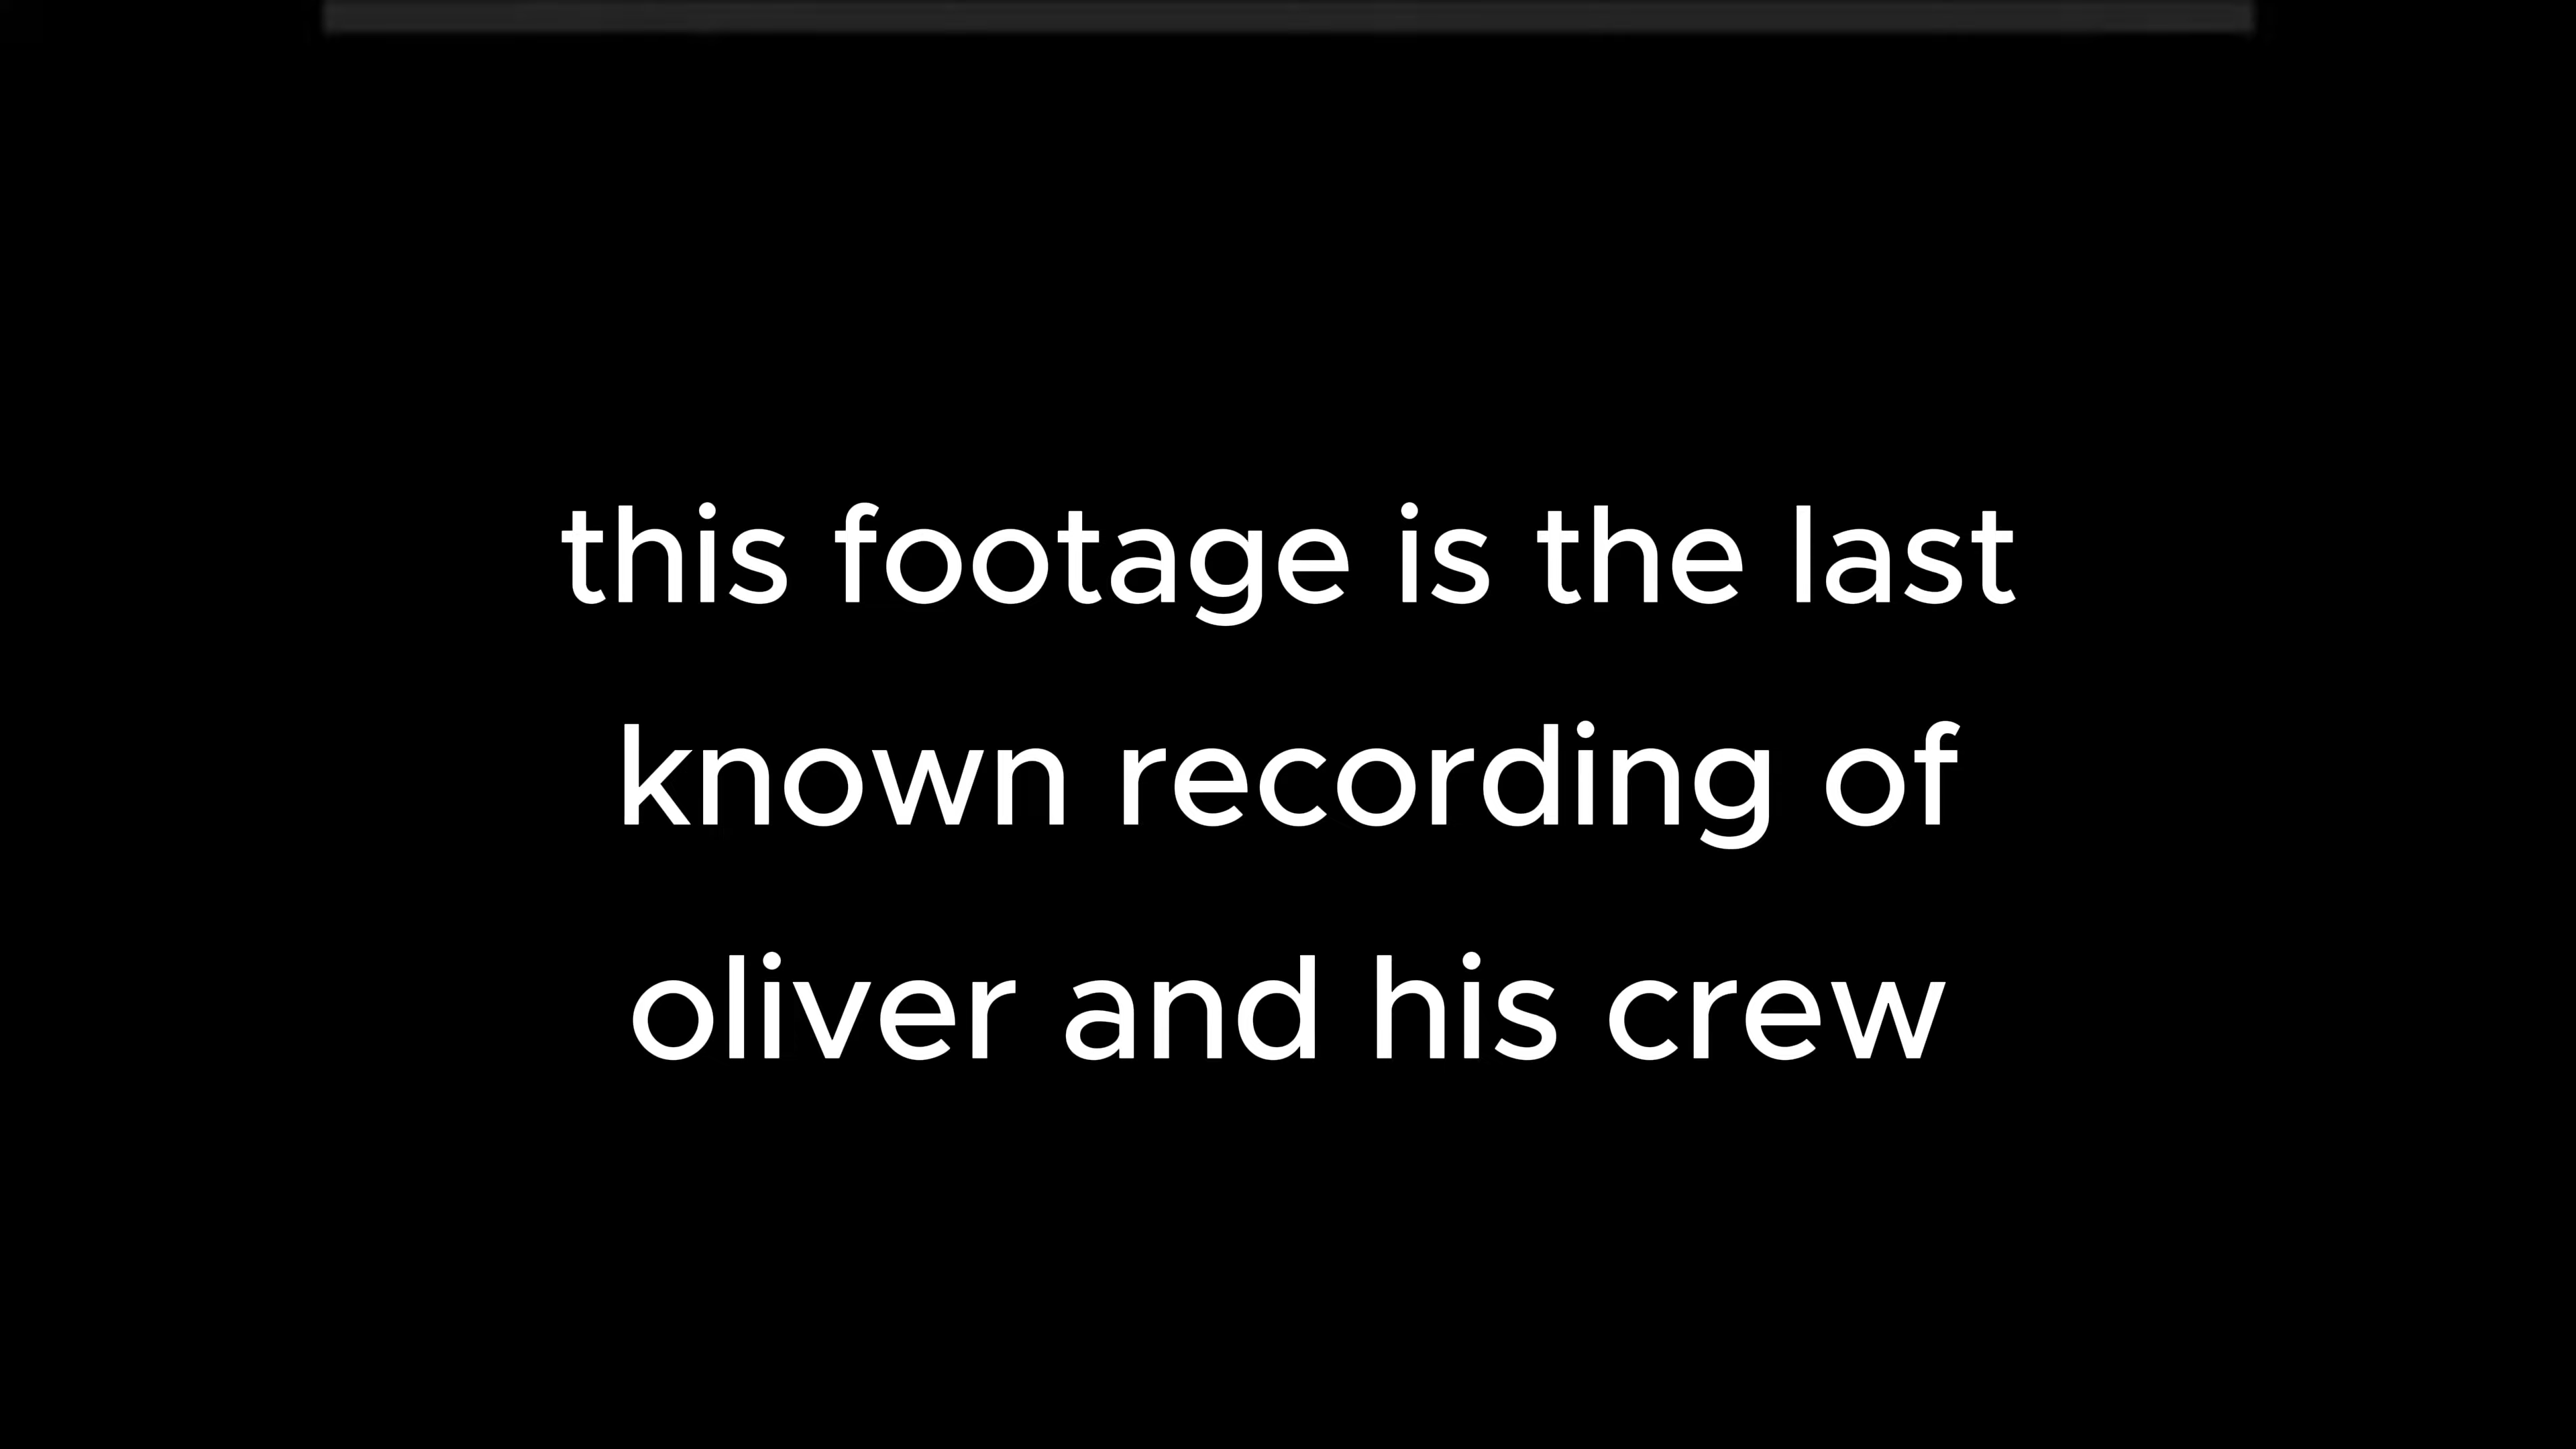 this footage is the last
known recording of
oliver and his crew